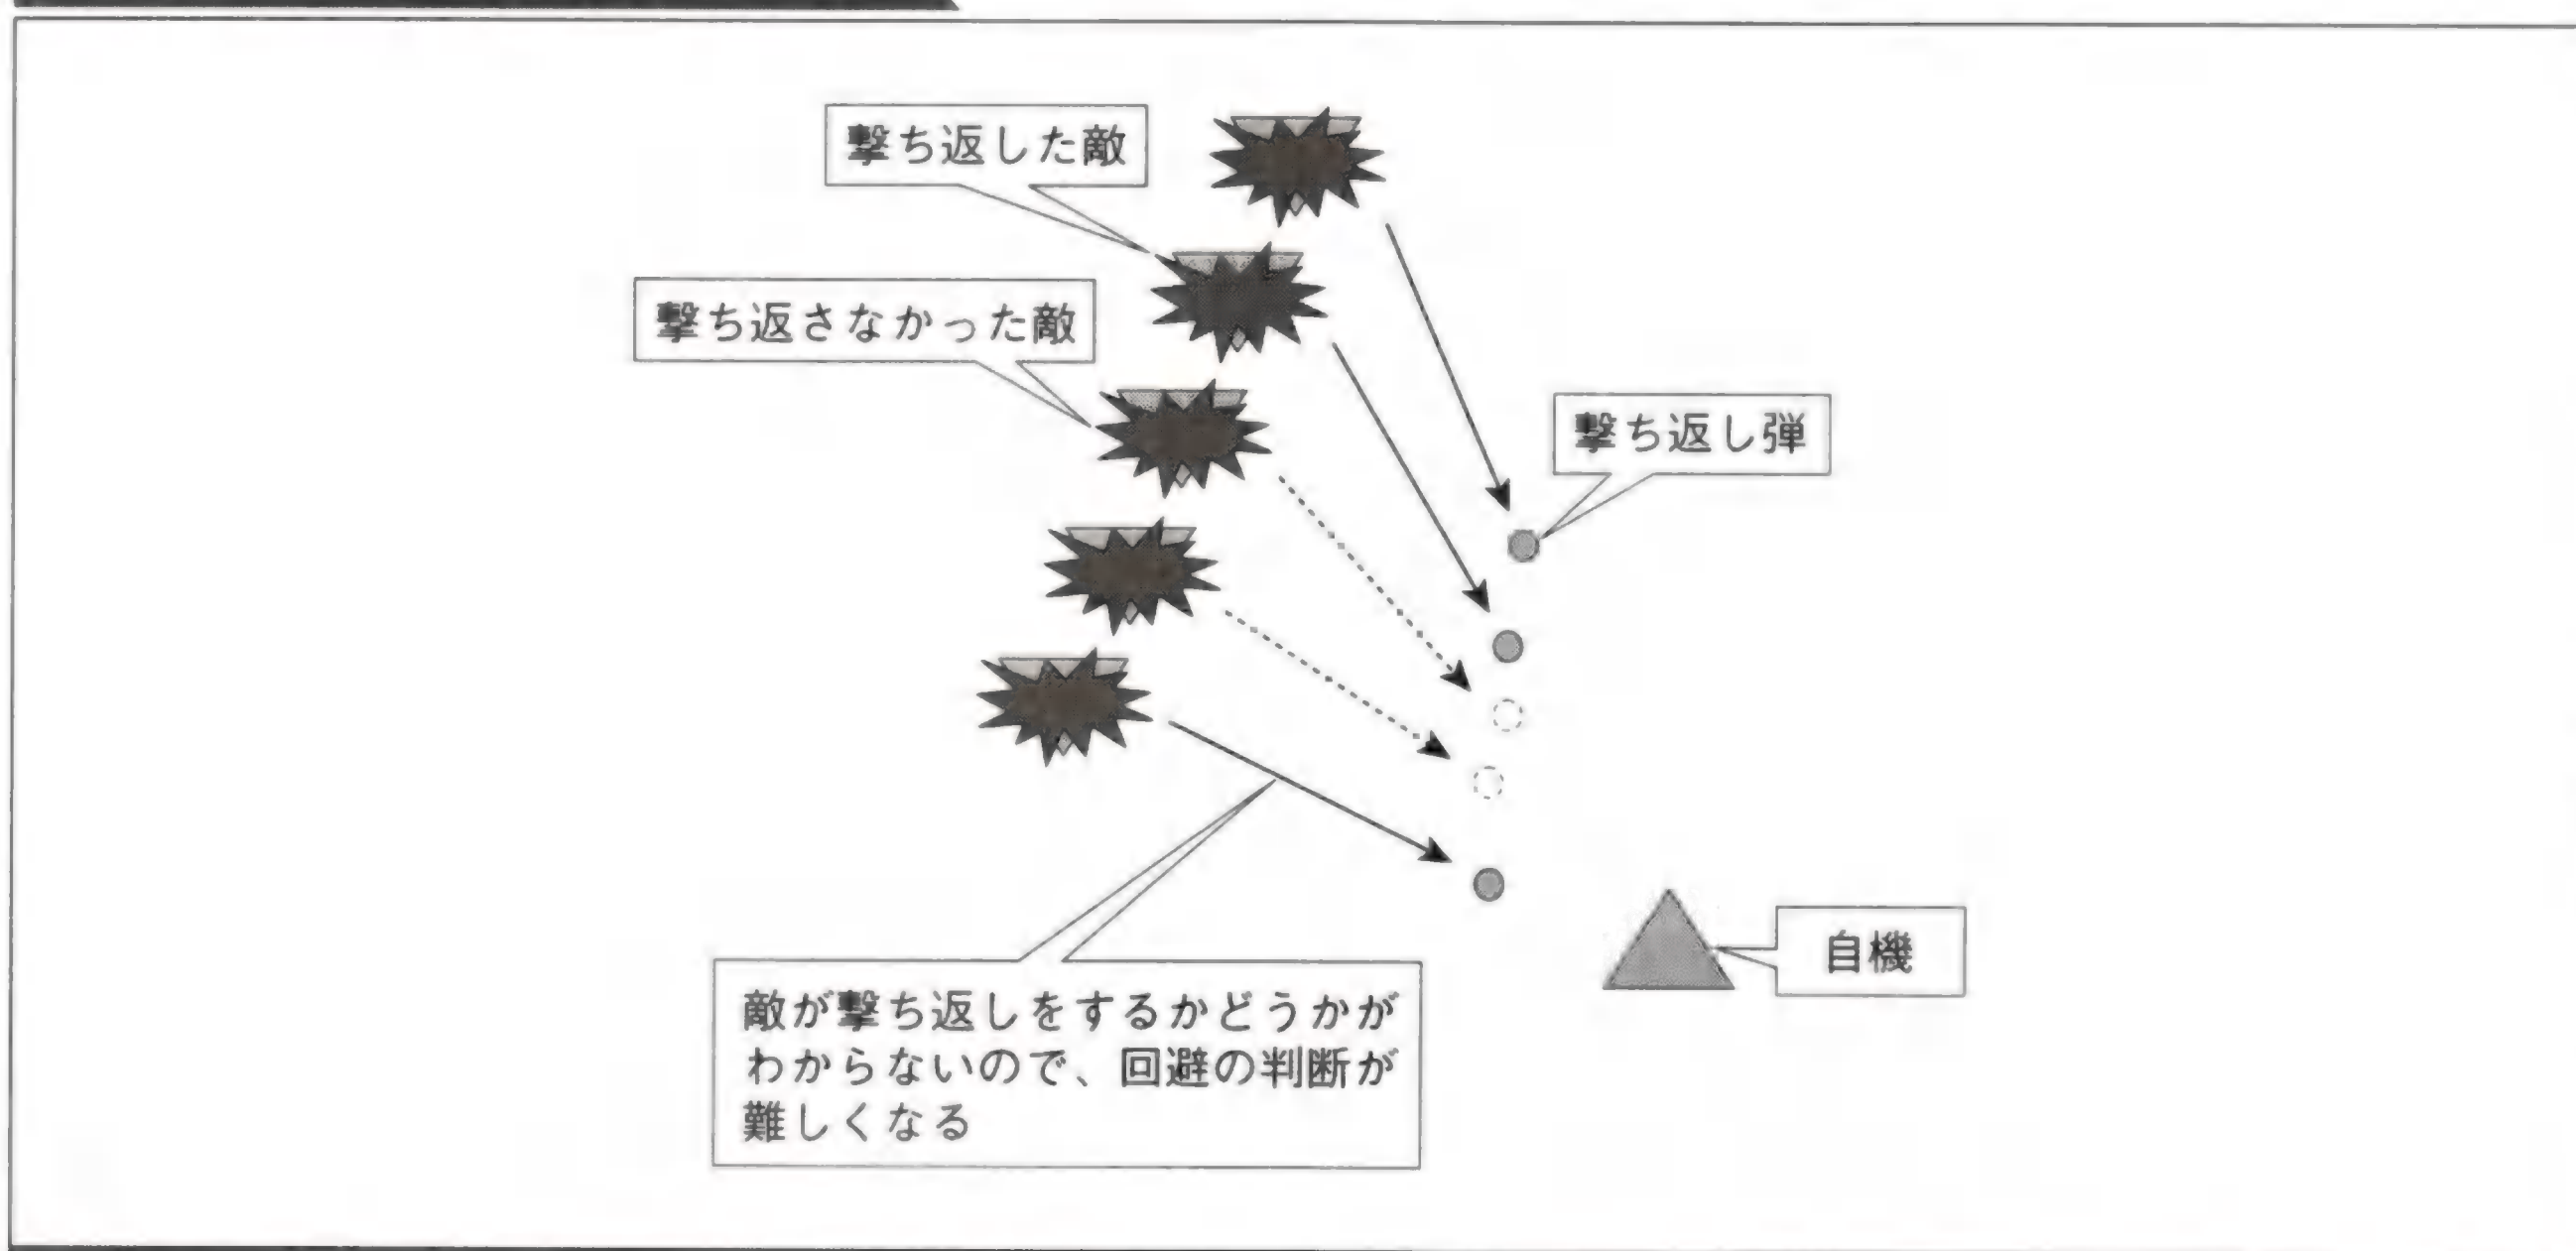 撃ち返した敵
撃ち返さなかった敵
撃ち返し弾
自機
敵が撃ち返しをするかどうかが
わからないので、回避の判断が
難しくなる